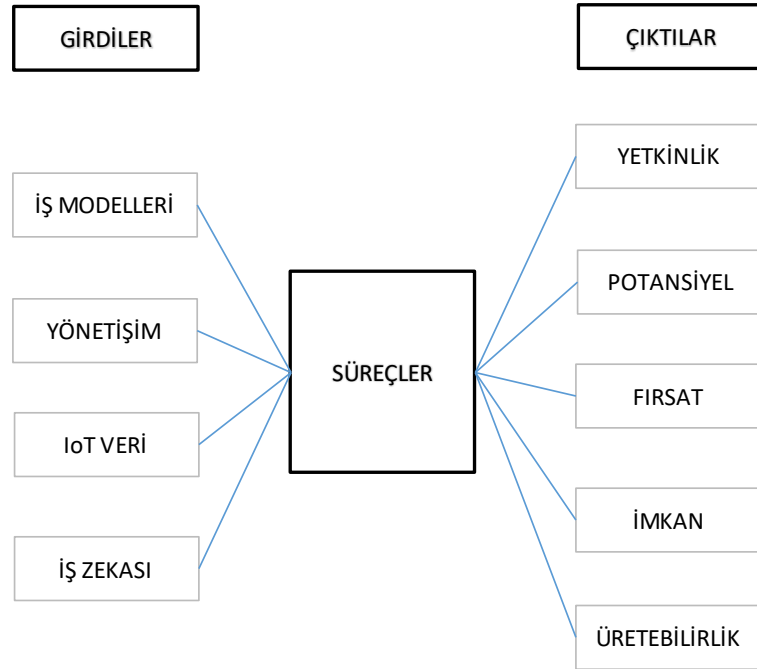 GİRDİLER
ÇIKTILAR
İŞ MODELLERİ
YÖNETİŞİM
IoT VERİ
İŞ ZEKASI
SÜREÇLER
YETKİNLİK
POTANSİYEL
FIRSAT
İMKAN
ÜRETEBİLİRLİK